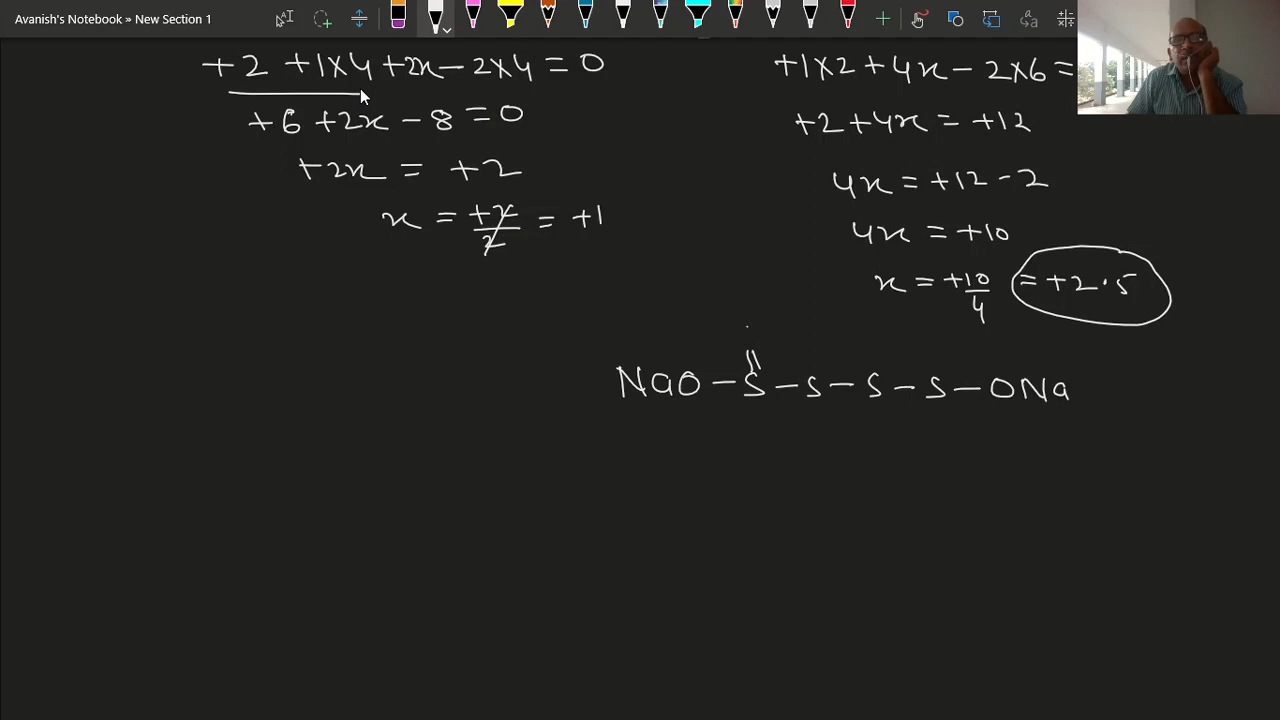 Avanish's Notebook » New Section 1
+2 +1x4 +2x - 2x4 = 0
+6 +2x - 8 = 0
+2x = +2
x = +2/2 = +1
+1x2 + 4x - 2x6 =
+2 + 4x = +12
4x = +12 - 2
4x = +10
x = +10/4 = +2.5
NaO - S - S - S - S - ONa